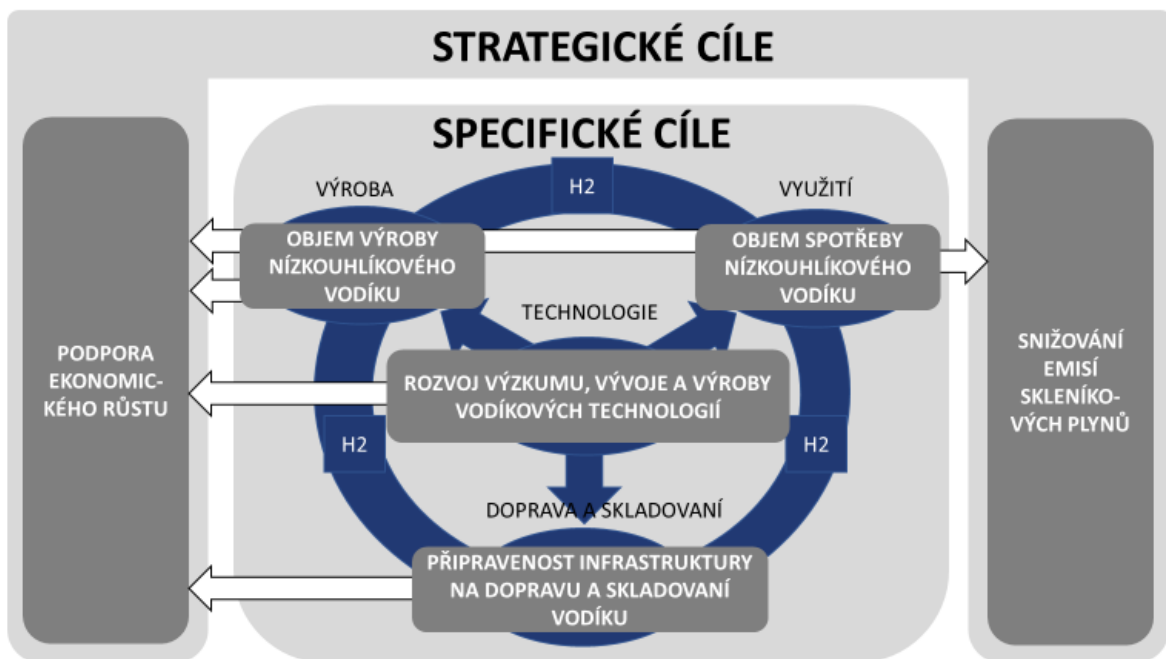 STRATEGICKÉ CÍLE
SPECIFICKÉ CÍLE
H2
VÝROBA
VYUŽITÍ
OBJEM VÝROBY
NÍZKOUHLÍKOVÉHO
VODÍKU
OBJEM SPOTŘEBY
NÍZKOUHLÍKOVÉHO
VODÍKU
TECHNOLOGIE
PODPORA
EKONOMIC-
KÉHO RŮSTU
ROZVOJ VÝZKUMU, VÝVOJE A VÝROBY
VODÍKOVÝCH TECHNOLOGIÍ
SNIŽOVÁNÍ
EMISÍ
SKLENÍKO-
VÝCH PLYNŮ
H2
H2
DOPRAVA A SKLADOVANÍ
PŘIPRAVENOST INFRASTRUKTURY
NA DOPRAVU A SKLADOVANÍ
VODÍKU